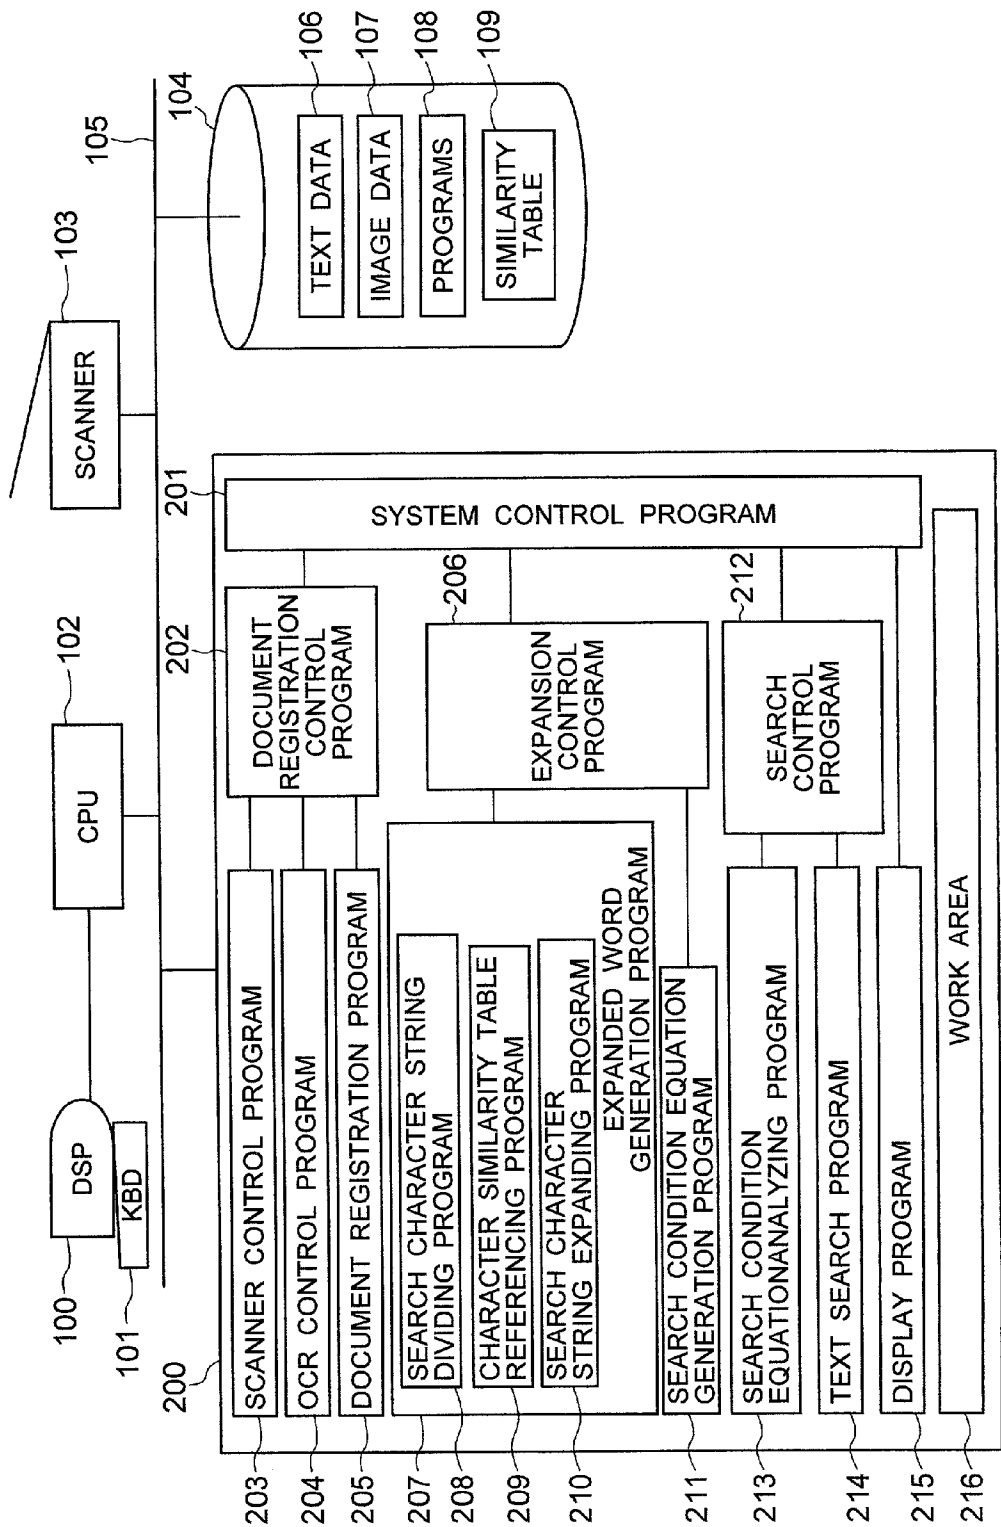 100
DSP
101
KBD
102
CPU
103
SCANNER
104
105
TEXT DATA
106
IMAGE DATA
107
PROGRAMS
108
SIMILARITY
TABLE
109
200
201
SYSTEM CONTROL PROGRAM
202
DOCUMENT
REGISTRATION
CONTROL
PROGRAM
203
SCANNER CONTROL PROGRAM
204
OCR CONTROL PROGRAM
205
DOCUMENT REGISTRATION PROGRAM
206
EXPANSION
CONTROL
PROGRAM
207
208
SEARCH CHARACTER STRING
DIVIDING PROGRAM
209
CHARACTER SIMILARITY TABLE
REFERENCING PROGRAM
210
SEARCH CHARACTER
STRING EXPANDING PROGRAM
EXPANDED WORD
GENERATION PROGRAM
211
SEARCH CONDITION EQUATION
GENERATION PROGRAM
212
SEARCH
CONTROL
PROGRAM
213
SEARCH CONDITION
EQUATIONANALYZING PROGRAM
214
TEXT SEARCH PROGRAM
215
DISPLAY PROGRAM
216
WORK AREA